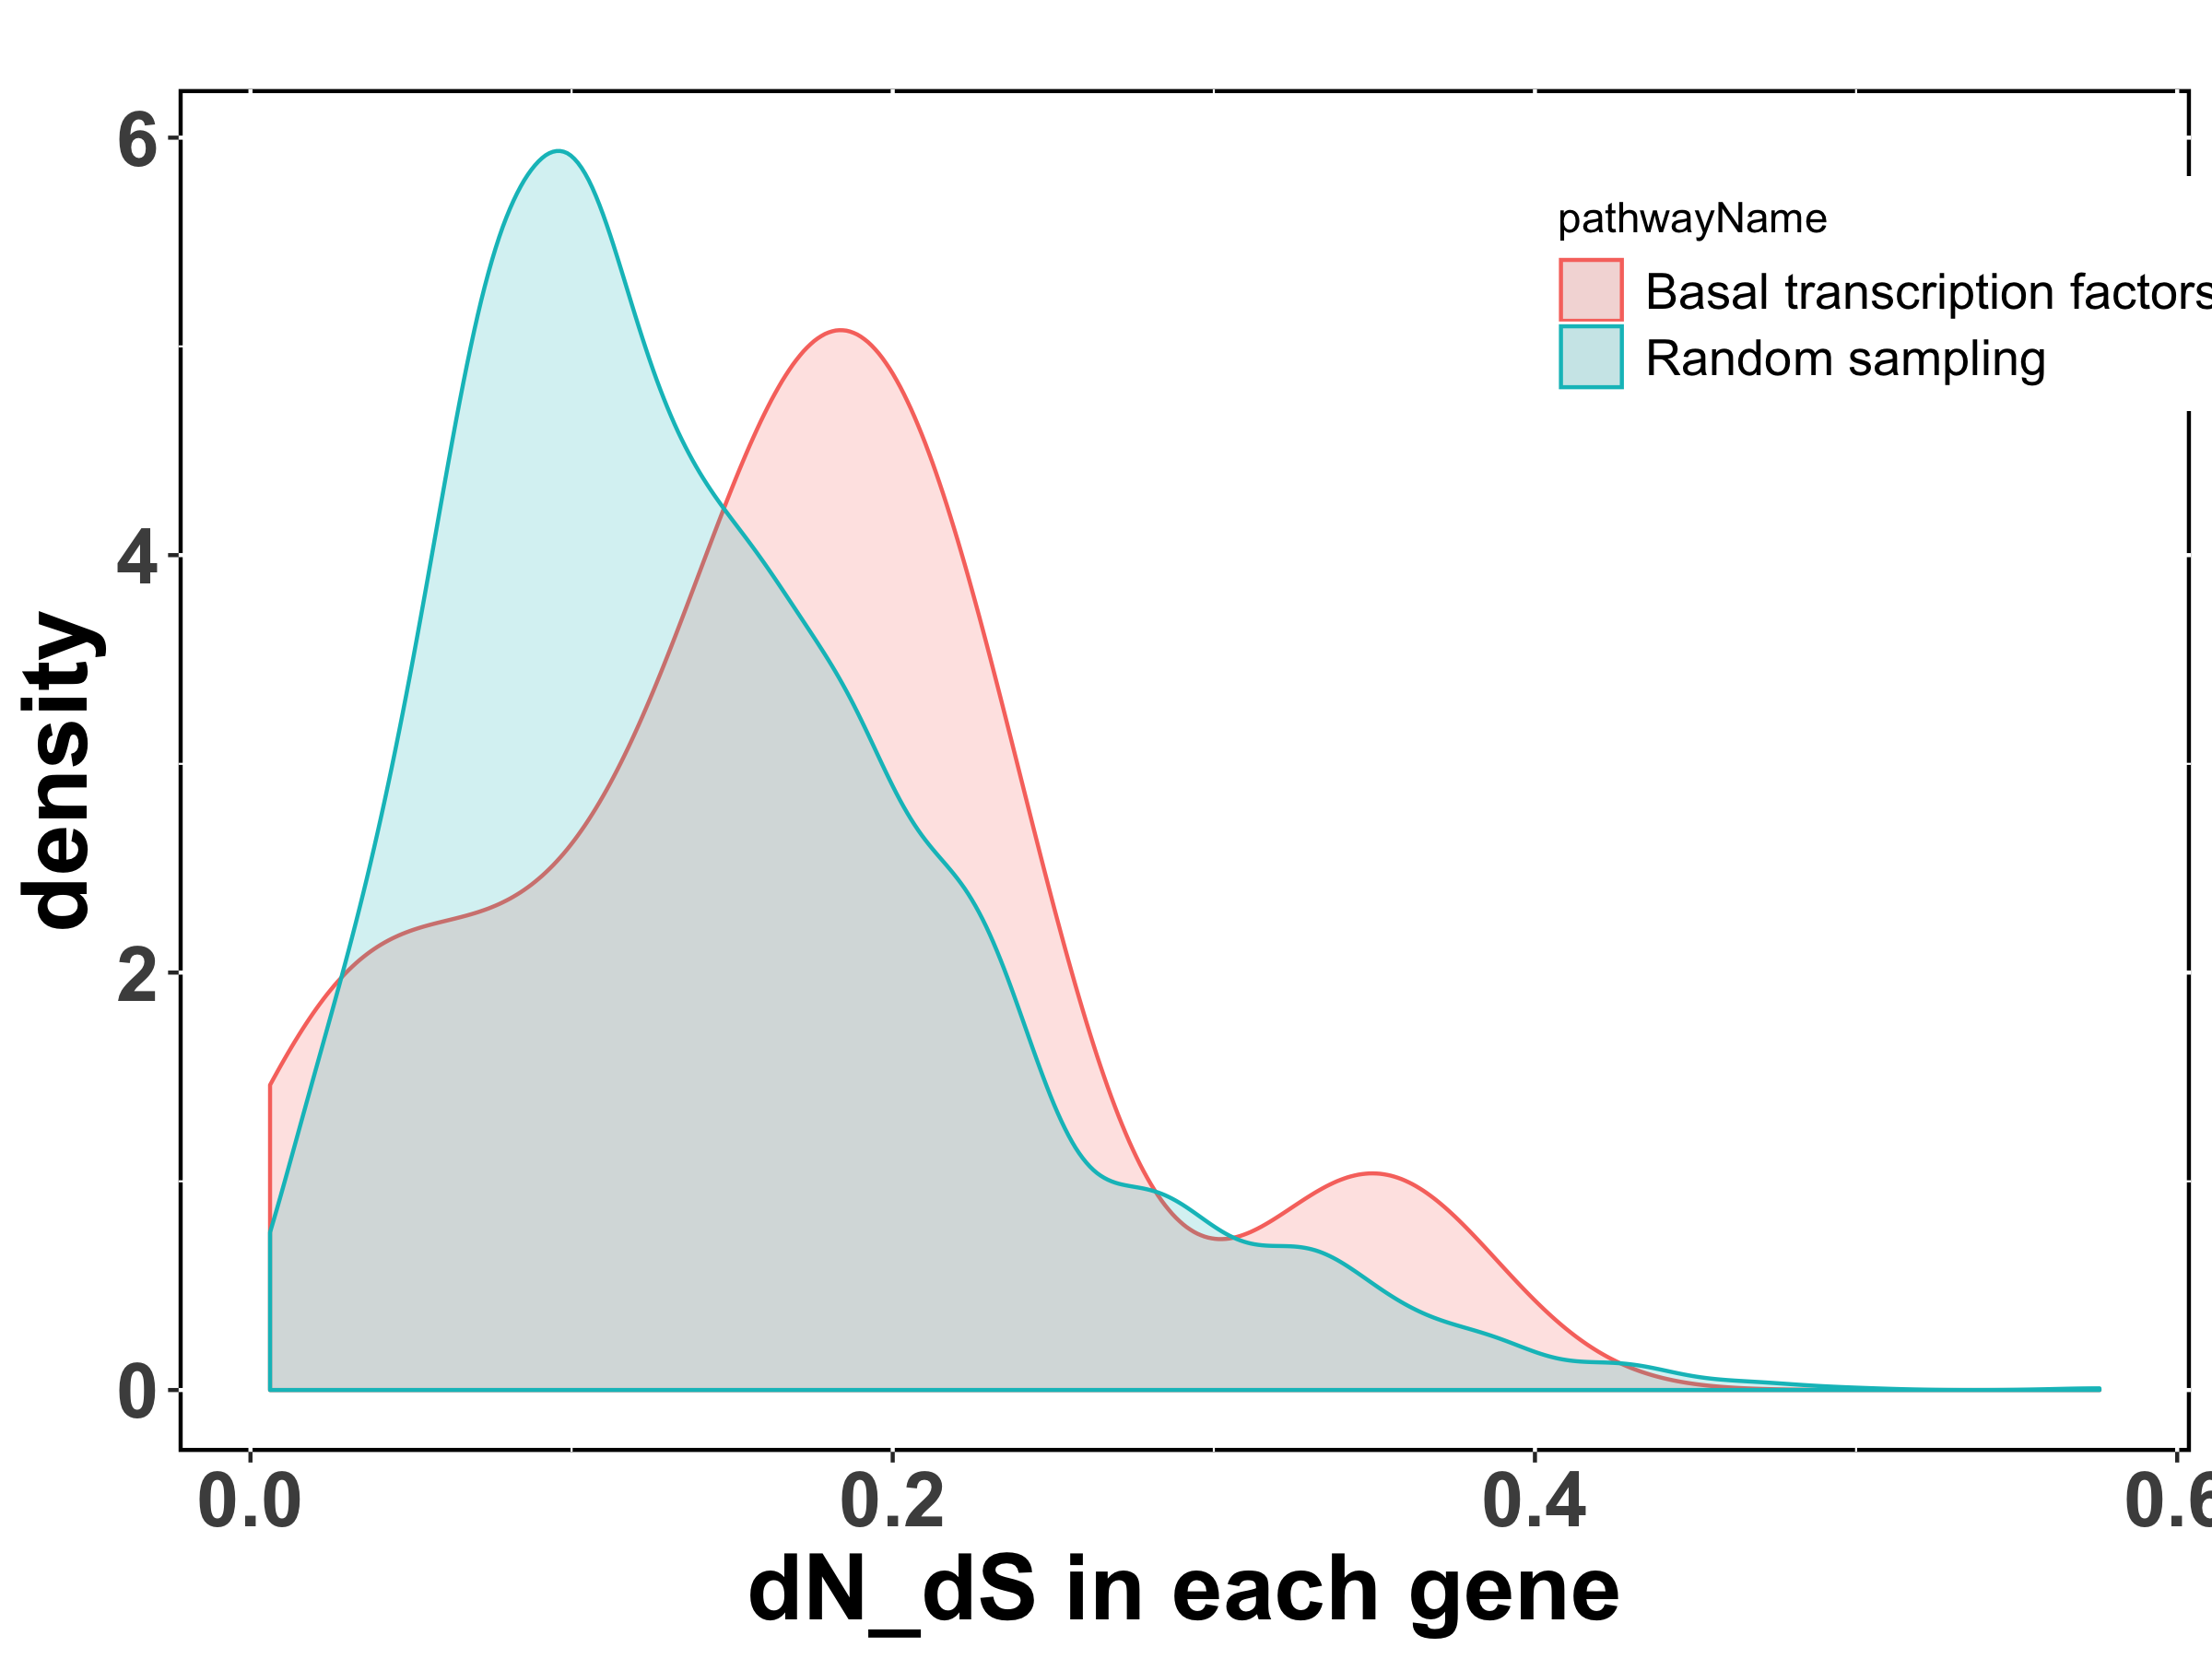 pathwayName
Basal transcription factors
Random sampling
6
4
2
0
density
0.0 0.2 0.4 0.6
dN_dS in each gene